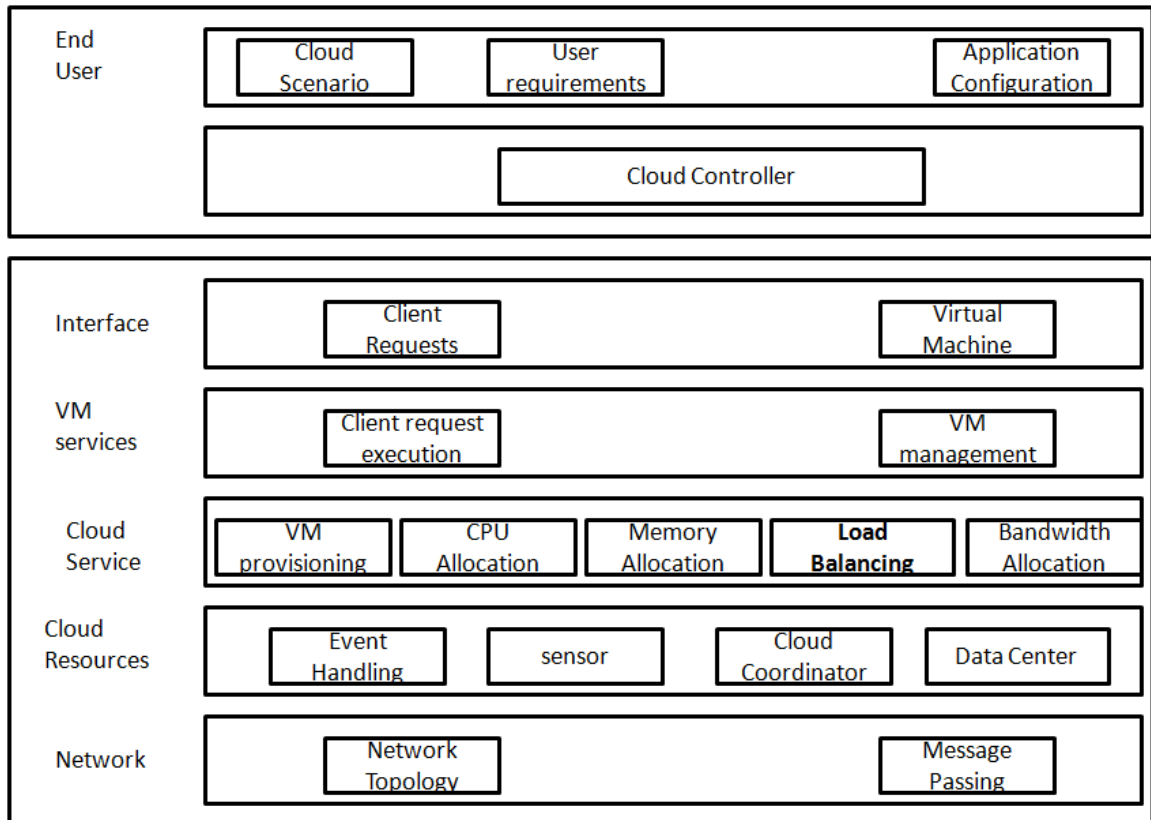 End
User
Cloud
Scenario
User
requirements
Application
Configuration
Cloud Controller
Interface
Client
Requests
Virtual
Machine
VM
services
Client request
execution
VM
management
Cloud
Service
VM
provisioning
CPU
Allocation
Memory
Allocation
Load
Balancing
Bandwidth
Allocation
Cloud
Resources
Event
Handling
sensor
Cloud
Coordinator
Data Center
Network
Network
Topology
Message
Passing